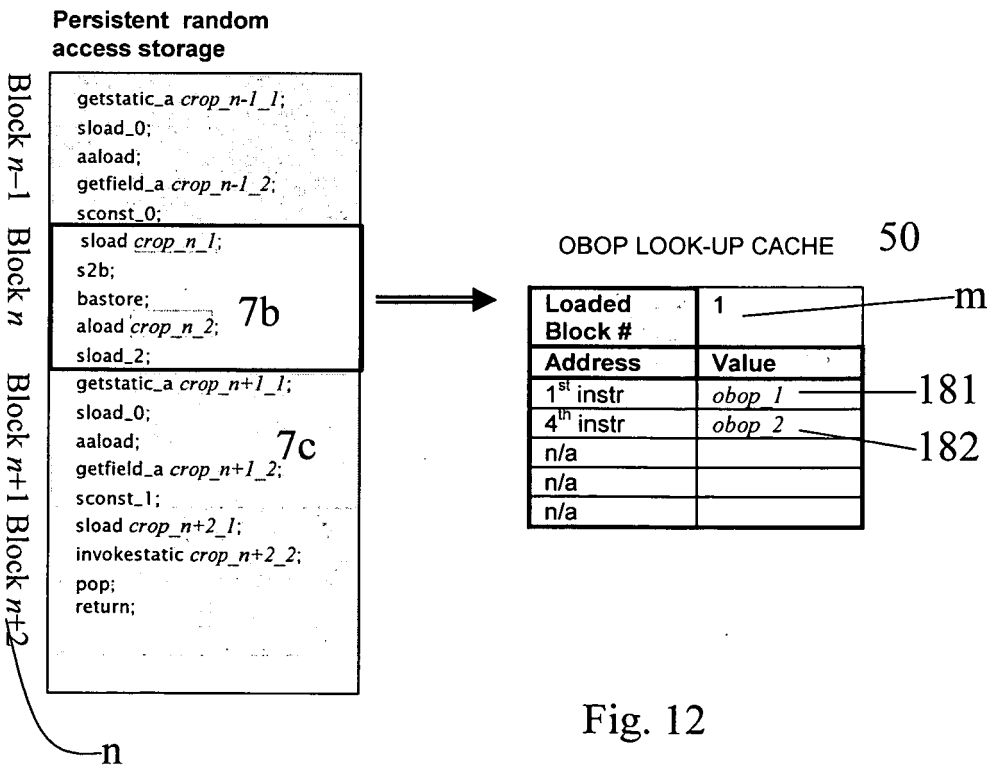 Persistent random
access storage
Block n–1
Block n
Block n+1
Block n+2
getstatic_a crop_n-1_1;
sload_0;
aaload;
getfield_a crop_n-1_2;
sconst_0;
sload crop_n_1;
s2b;
bastore;
aload crop_n_2;
sload_2;
7b
getstatic_a crop_n+1_1;
sload_0;
aaload;
getfield_a crop_n+1_2;
sconst_1;
7c
sload crop_n+2_1;
invokestatic crop_n+2_2;
pop;
return;
n
OBOP LOOK-UP CACHE 50
Loaded Block # 1
m
Address Value
1st instr obop_1
181
4th instr obop_2
182
n/a
n/a
n/a
Fig. 12